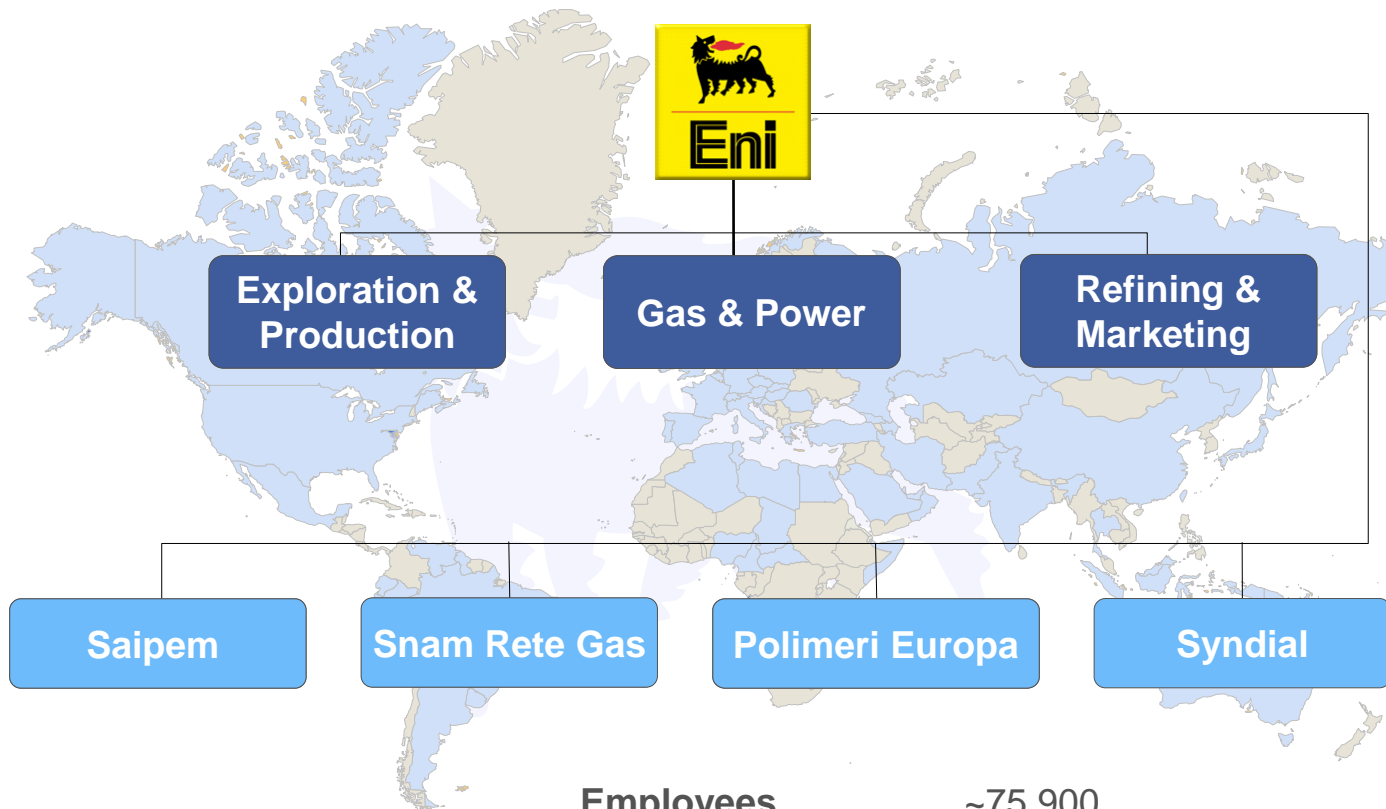 Eni
Exploration &
Production
Gas & Power
Refining &
Marketing
Saipem
Snam Rete Gas
Polimeri Europa
Syndial
Employees ~75,900